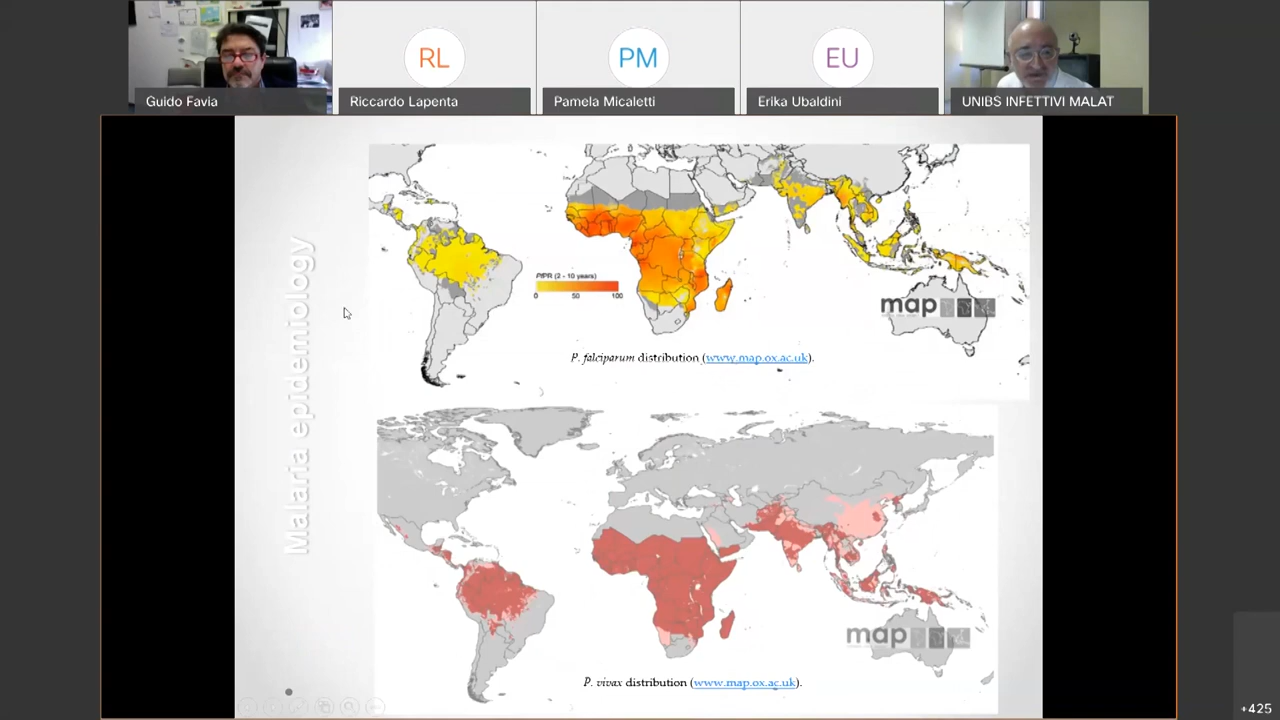 RL
PM
EU
Guido Favia
Riccardo Lapenta
Pamela Micaletti
Erika Ubaldini
UNIBS INFETTIVI MALAT
Malaria epidemiology
PfPR (2 - 10 years)
0 50 100
map
P. falciparum distribution (www.map.ox.ac.uk).
map
P. vivax distribution (www.map.ox.ac.uk).
+425